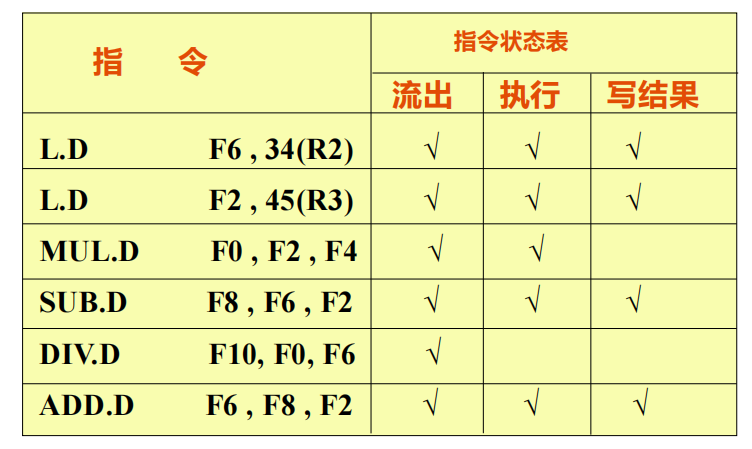 指 令 指令状态表
流出 执行 写结果
L.D F6 , 34(R2) √ √ √
L.D F2 , 45(R3) √ √ √
MUL.D F0 , F2 , F4 √ √
SUB.D F8 , F6 , F2 √ √ √
DIV.D F10, F0, F6 √
ADD.D F6 , F8 , F2 √ √ √